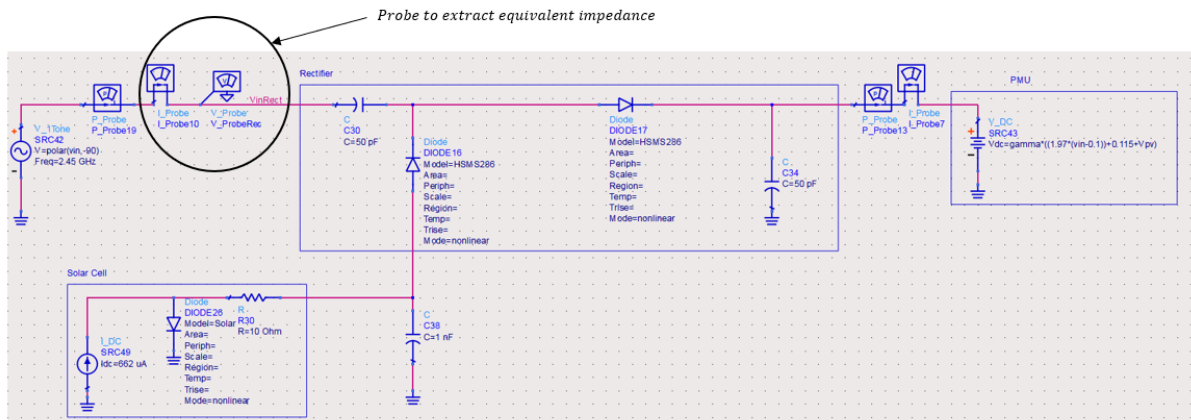 Probe to extract equivalent impedance
Rectifier
PMU
P_Probe
P_Probe19
I_Probe
I_Probe10
V_Probe
V_ProbeRec
VinRect
V_1Tone
SRC42
V=polar(vin,-90)
Freq=2.45 GHz
C
C30
C=50 pF
Diode
DIODE16
Model=HSMS286
Area=
Periph=
Scale=
Region=
Temp=
Trise=
Mode=nonlinear
Diode
DIODE17
Model=HSMS286
Area=
Periph=
Scale=
Region=
Temp=
Trise=
Mode=nonlinear
C
C34
C=50 pF
P_Probe
P_Probe13
I_Probe
I_Probe7
V_DC
SRC43
Vdc=gamma*((1.97*(vin-0.1))+0.115+Vpv)
Solar Cell
I_DC
SRC49
Idc=662 uA
Diode
DIODE26
Model=Solar
Area=
Periph=
Scale=
Region=
Temp=
Trise=
Mode=nonlinear
R
R30
R=10 Ohm
C
C38
C=1 nF